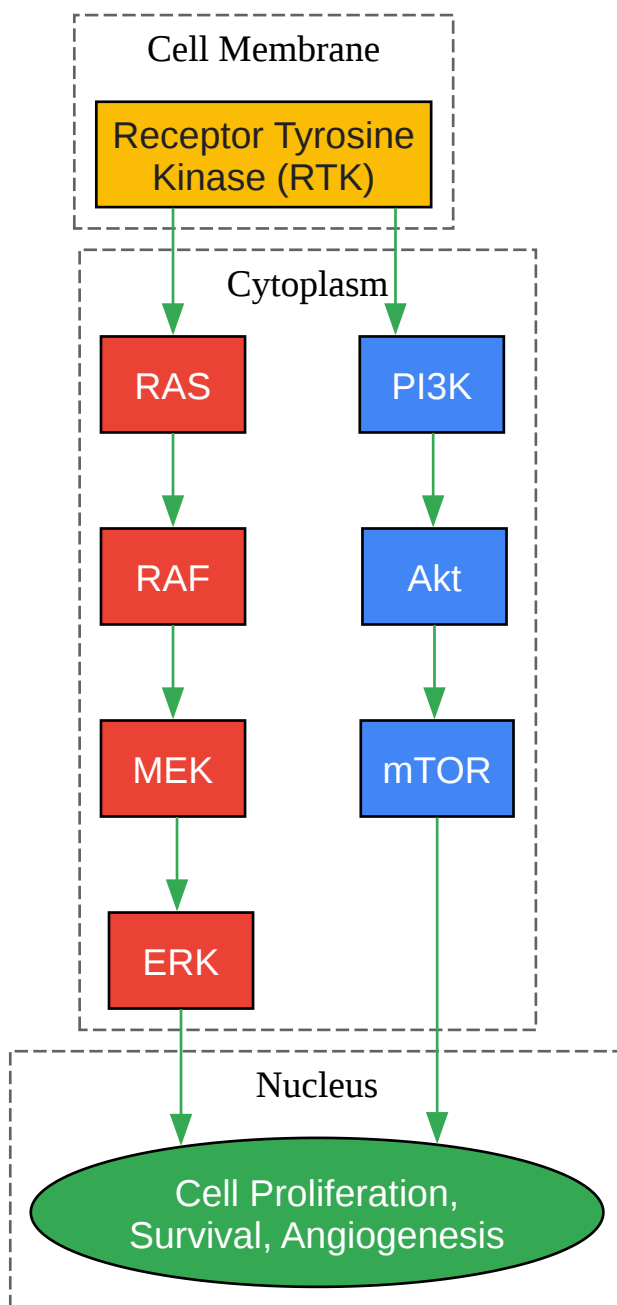 Cell Membrane
Receptor Tyrosine
Kinase (RTK)
Cytoplasm
RAS
PI3K
RAF
Akt
MEK
mTOR
ERK
Nucleus
Cell Proliferation,
Survival, Angiogenesis